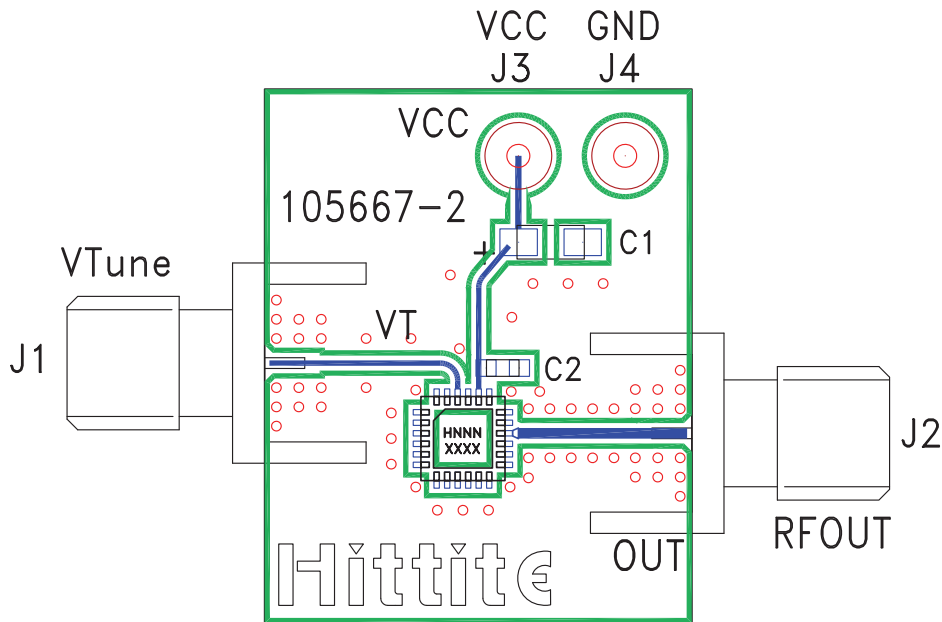 VCC GND
J3 J4
VCC
105667-2
+
C1
VTune
VT
J1
C2
HNNN
XXXX
J2
RFOUT
OUT
Hittite